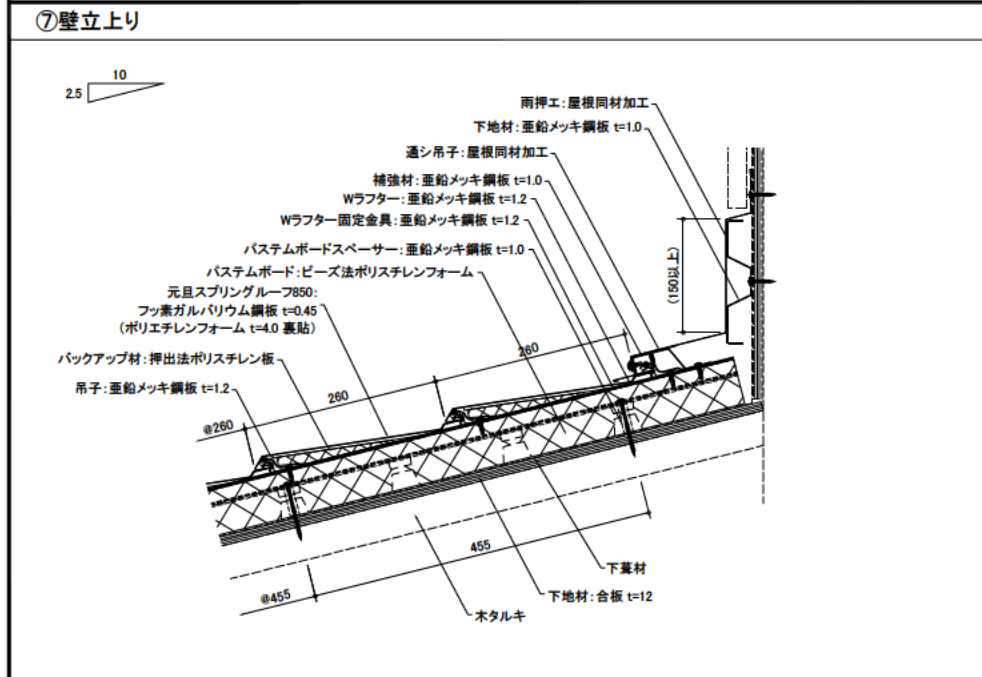 ⑦壁立上り
10
2.5
雨押エ：屋根同材加工
下地材：亜鉛メッキ鋼板 t=1.0
通シ吊子：屋根同材加工
補強材：亜鉛メッキ鋼板 t=1.0
Wラフター：亜鉛メッキ鋼板 t=1.2
Wラフター固定金具：亜鉛メッキ鋼板 t=1.2
パステムボードスペーサー：亜鉛メッキ鋼板 t=1.0
パステムボード：ビーズ法ポリスチレンフォーム
元旦スプリングルーフ850：
フッ素ガルバリウム鋼板 t=0.45
（ポリエチレンフォーム t=4.0 裏貼）
バックアップ材：押出法ポリスチレン板
吊子：亜鉛メッキ鋼板 t=1.2
(150以上)
260
260
@260
455
@455
下葺材
下地材：合板 t=12
木タルキ